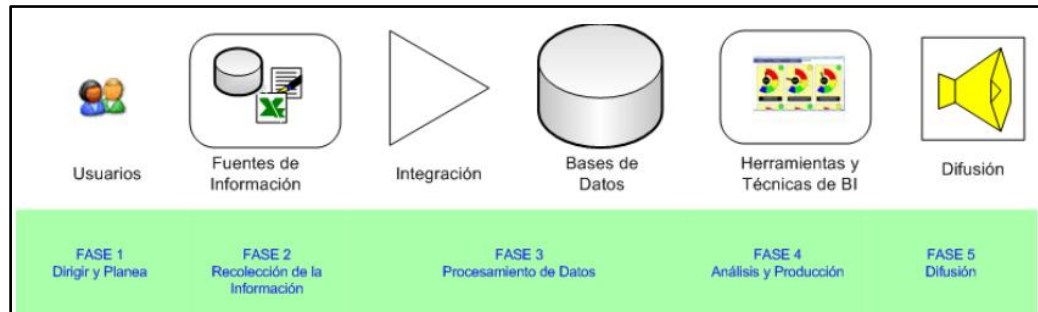 Usuarios
Fuentes de
Información
Integración
Bases de
Datos
Herramientas y
Técnicas de BI
Difusión
FASE 1
Dirigir y Planea
FASE 2
Recolección de la
Información
FASE 3
Procesamiento de Datos
FASE 4
Análisis y Producción
FASE 5
Difusión